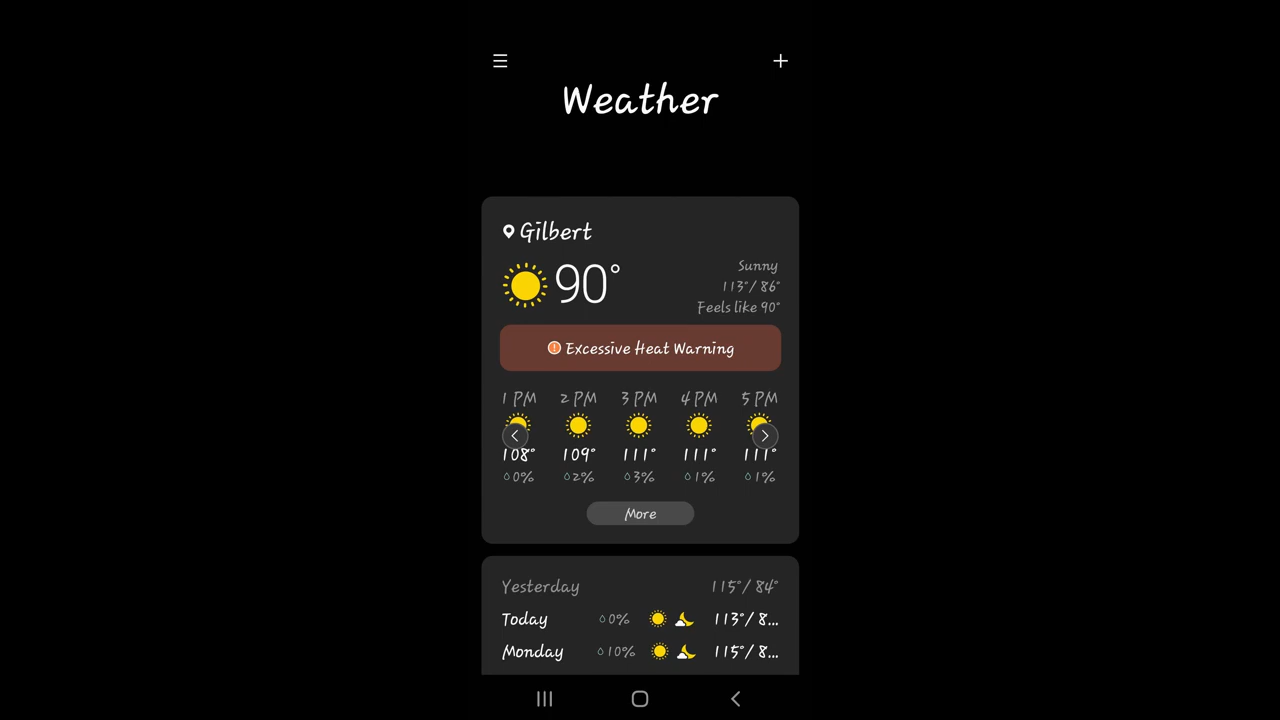 Weather
Gilbert
90°
Sunny
113°/ 86°
Feels like 90°
Excessive Heat Warning
1 PM 2 PM 3 PM 4 PM 5 PM
108° 109° 111° 111° 111°
0% 2% 3% 1% 1%
More
Yesterday 115°/ 84°
Today 0% 113°/ 8...
Monday 10% 115°/ 8...